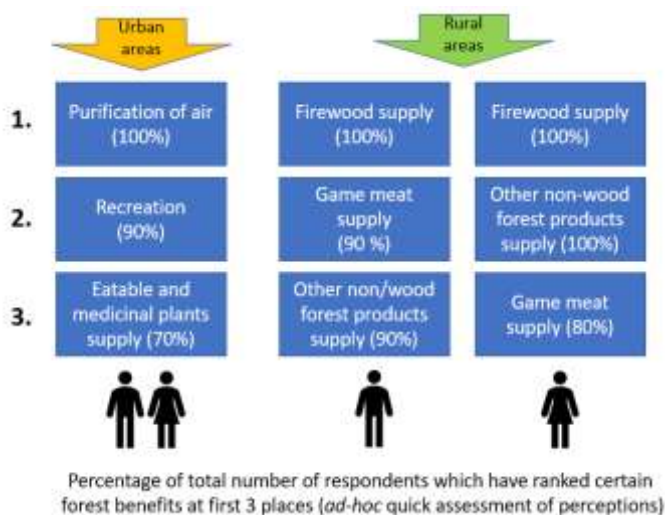 Urban
areas
Rural
areas
1.
Purification of air
(100%)
Firewood supply
(100%)
Firewood supply
(100%)
2.
Recreation
(90%)
Game meat
supply
(90 %)
Other non-wood
forest products
supply (100%)
3.
Eatable and
medicinal plants
supply (70%)
Other non/wood
forest products
supply (90%)
Game meat
supply (80%)
Percentage of total number of respondents which have ranked certain
forest benefits at first 3 places (ad-hoc quick assessment of perceptions)